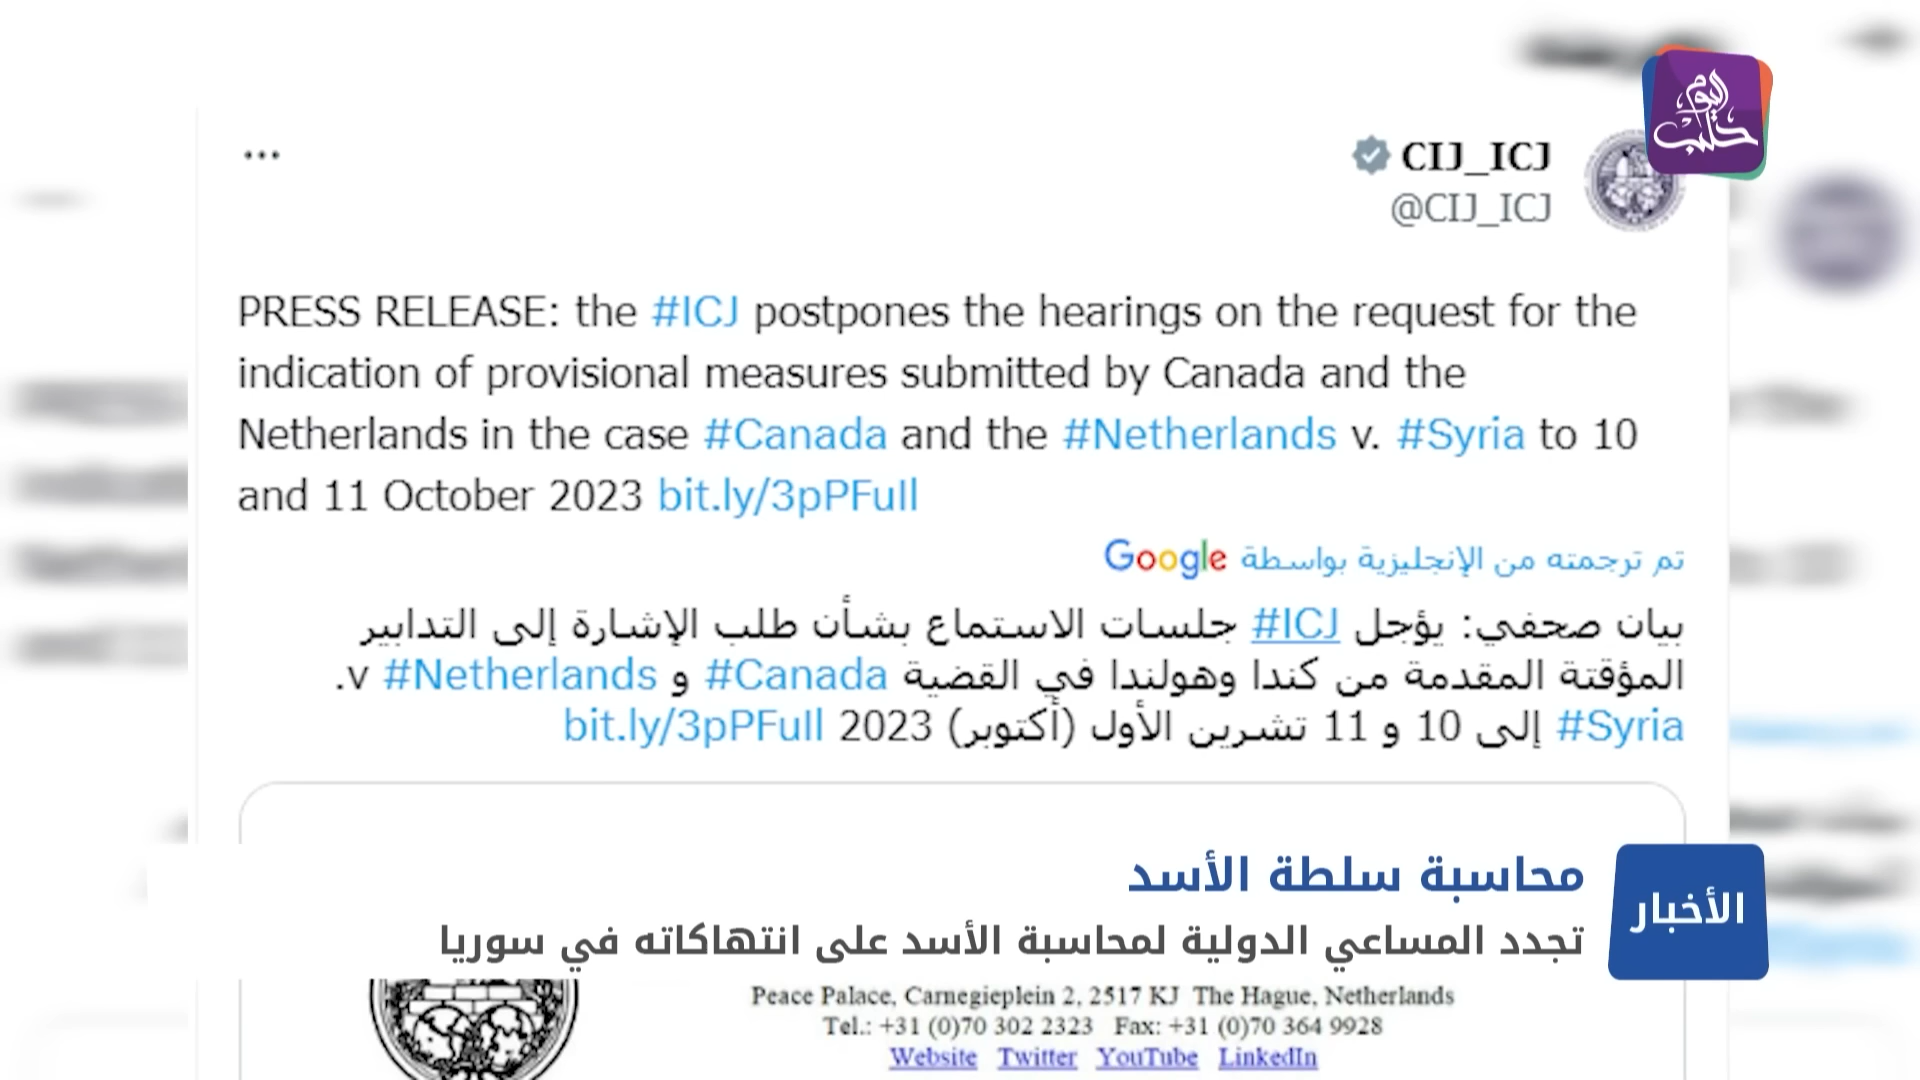 حلب اليوم
CIJ_ICJ
@CIJ_ICJ
PRESS RELEASE: the #ICJ postpones the hearings on the request for the
indication of provisional measures submitted by Canada and the
Netherlands in the case #Canada and the #Netherlands v. #Syria to 10
and 11 October 2023 bit.ly/3pPFuIl
تم ترجمته من الإنجليزية بواسطة Google
بيان صحفي: يؤجل #ICJ جلسات الاستماع بشأن طلب الإشارة إلى التدابير
المؤقتة المقدمة من كندا وهولندا في القضية #Canada و #Netherlands v.
#Syria إلى 10 و 11 تشرين الأول (أكتوبر) 2023 bit.ly/3pPFuIl
الأخبار
محاسبة سلطة الأسد
تجدد المساعي الدولية لمحاسبة الأسد على انتهاكاته في سوريا
Peace Palace, Carnegieplein 2, 2517 KJ The Hague, Netherlands
Tel.: +31 (0)70 302 2323 Fax: +31 (0)70 364 9928
Website Twitter YouTube LinkedIn